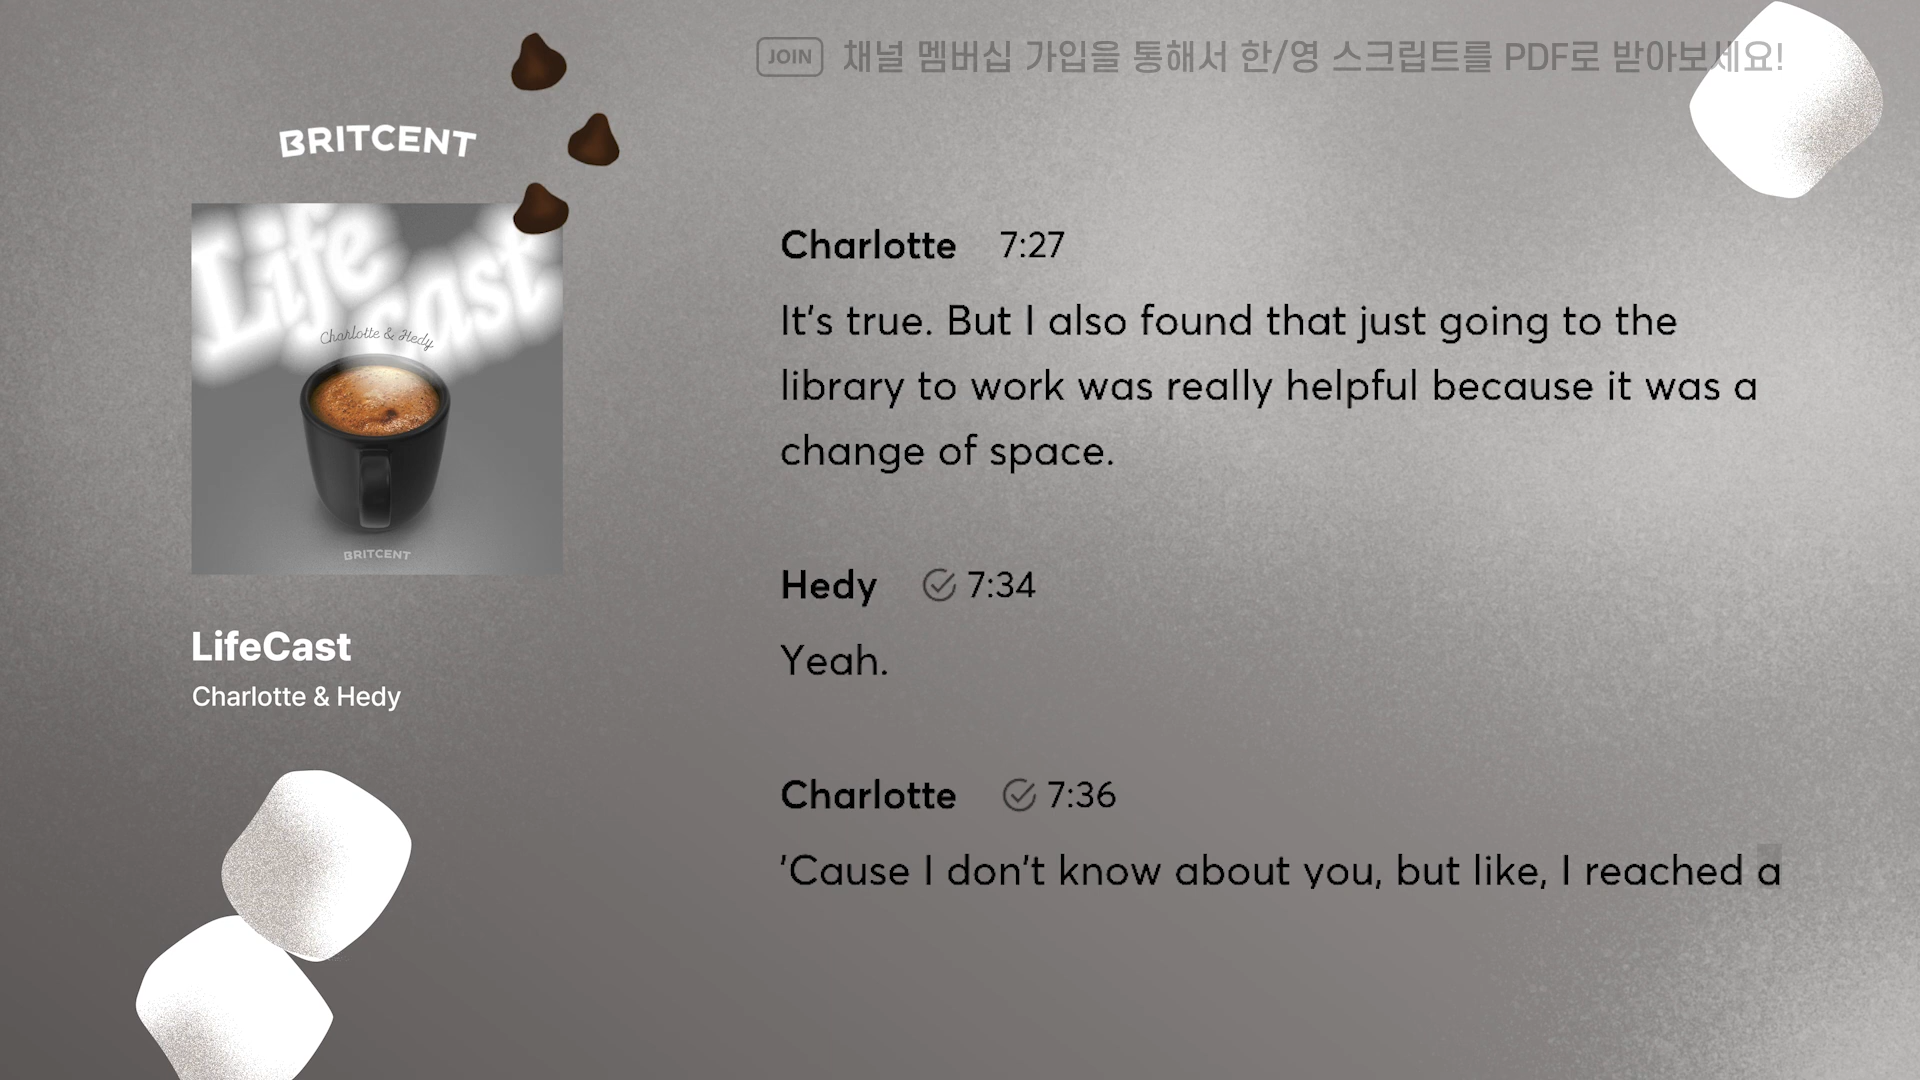 JOIN 채널 멤버십 가입을 통해서 한/영 스크립트를 PDF로 받아보세요!
BRITCENT
Life
cast
Charlotte & Hedy
BRITCENT
LifeCast
Charlotte & Hedy
Charlotte 7:27
It's true. But I also found that just going to the
library to work was really helpful because it was a
change of space.
Hedy 7:34
Yeah.
Charlotte 7:36
'Cause I don't know about you, but like, I reached a